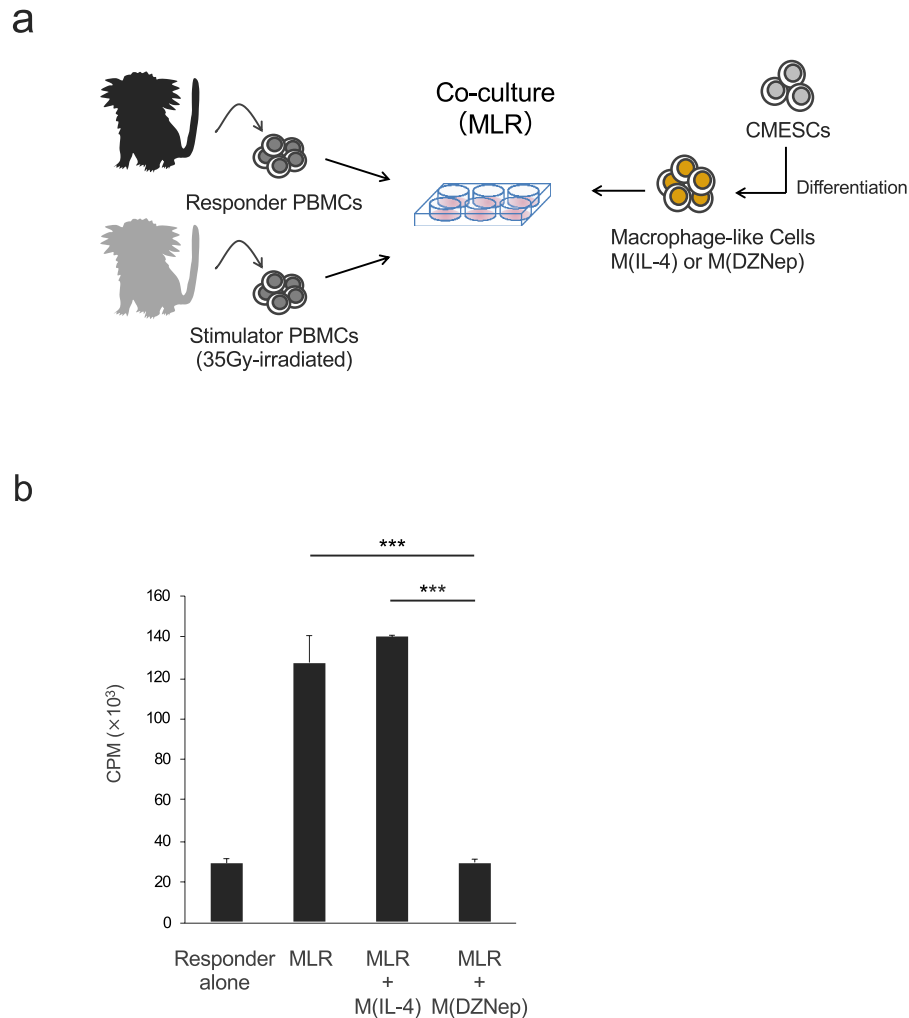 a
Co-culture
(MLR)
CMESCs
Differentiation
Responder PBMCs
Macrophage-like Cells
M(IL-4) or M(DZNep)
Stimulator PBMCs
(35Gy-irradiated)
b
***
***
160
140
120
100
80
60
40
20
0
CPM (×10³)
Responder
alone
MLR
MLR
+
M(IL-4)
MLR
+
M(DZNep)